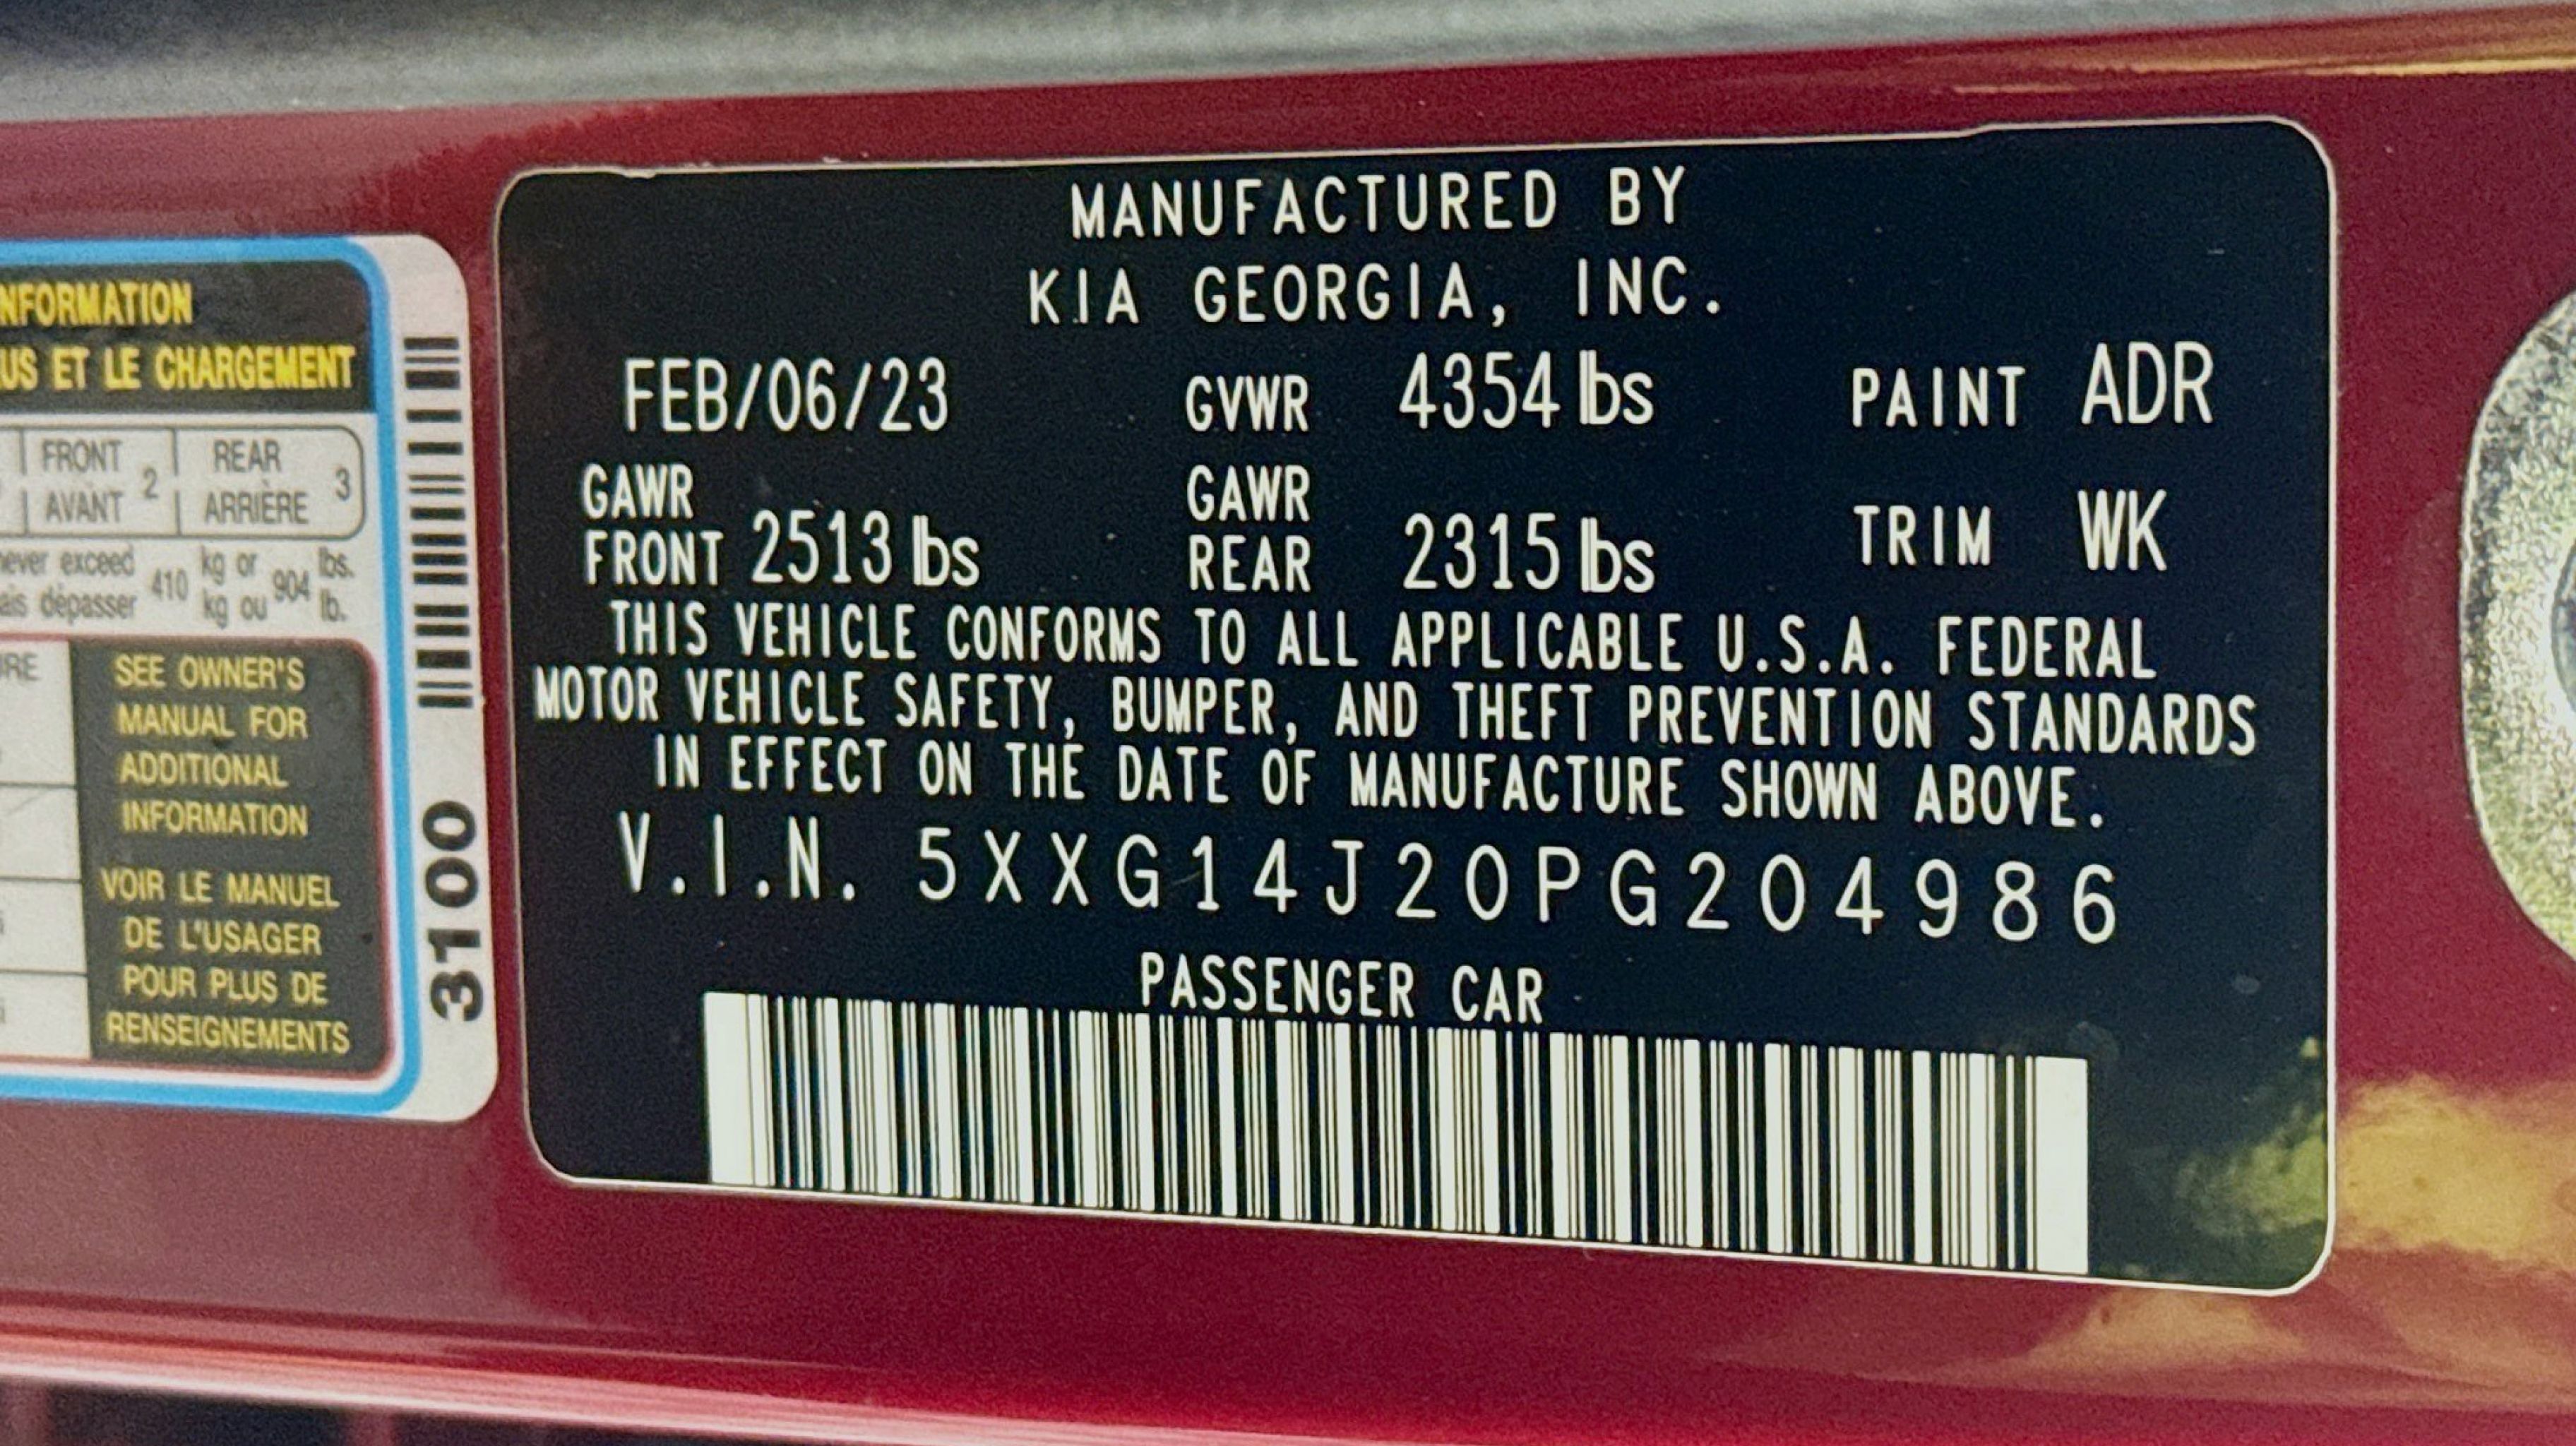 NFORMATION
US ET LE CHARGEMENT
FRONT 2 REAR 3
AVANT ARRIÈRE
never exceed 410 kg or 904 lbs.
ais dépasser kg ou lb.
SEE OWNER'S
MANUAL FOR
ADDITIONAL
INFORMATION
VOIR LE MANUEL
DE L'USAGER
POUR PLUS DE
RENSEIGNEMENTS
3100
MANUFACTURED BY
KIA GEORGIA, INC.
FEB/06/23 GVWR 4354 lbs PAINT ADR
GAWR FRONT 2513 lbs GAWR REAR 2315 lbs TRIM WK
THIS VEHICLE CONFORMS TO ALL APPLICABLE U.S.A. FEDERAL
MOTOR VEHICLE SAFETY, BUMPER, AND THEFT PREVENTION STANDARDS
IN EFFECT ON THE DATE OF MANUFACTURE SHOWN ABOVE.
V.I.N. 5XXG14J20PG204986
PASSENGER CAR